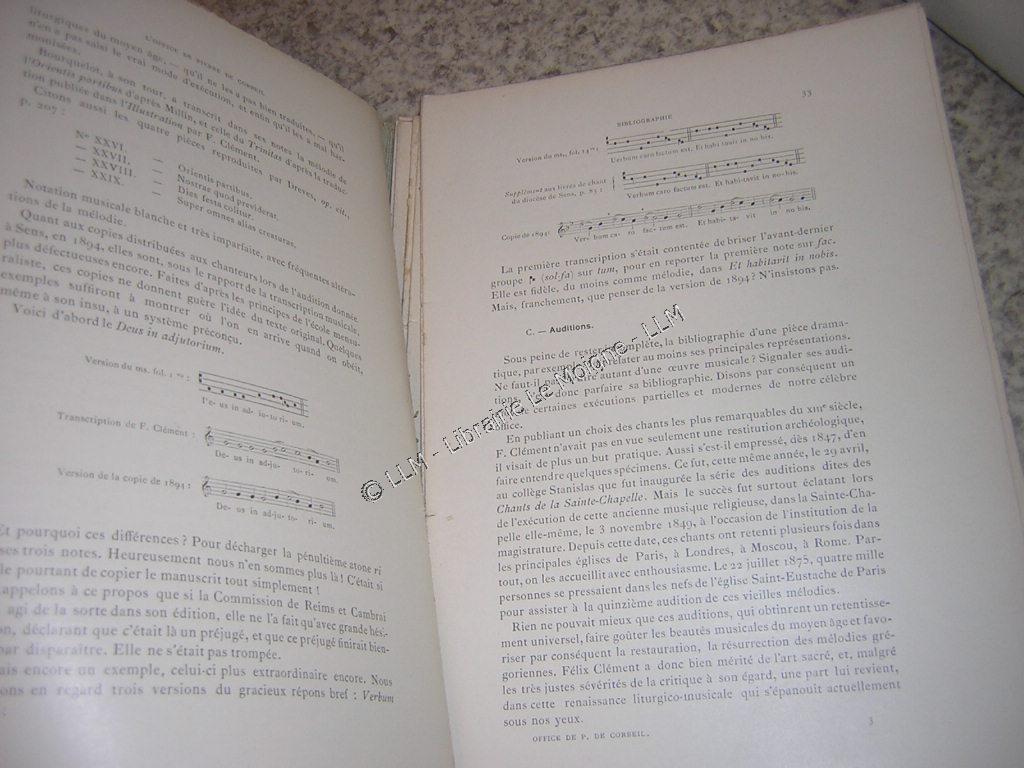 L'OFFICE DE PIERRE DE CORBEIL
liturgiques du moyen âge, — qu'il ne les a pas bien traduites, — qu'il
n'en a pas saisi le vrai mode d'exécution, et enfin qu'il les a mal har-
monisées.
Bourquelot, à son tour, a transcrit dans ses notes la mélodie de
l'Orientis partibus d'après Millin, et celle du Trinitas d'après la traduc-
tion publiée dans l'Illustration par F. Clément.
Citons aussi les quatre pièces reproduites par Dreves, op. cit.,
p. 207 :
No XXVI. — Orientis partibus.
— XXVII. — Nostras quod previderat.
— XXVIII. — Dies festa colitur.
— XXIX. — Super omnes alias creaturas.
Notation musicale blanche et très imparfaite, avec fréquentes altéra-
tions de la mélodie.
Quant aux copies distribuées aux chanteurs lors de l'audition donnée
à Sens, en 1894, elles sont, sous le rapport de la transcription musicale,
plus défectueuses encore. Faites d'après les principes de l'école mensu-
raliste, ces copies ne donnent guère l'idée du texte original. Quelques
exemples suffiront à montrer où l'on en arrive quand on obéit,
même à son insu, à un système préconçu.
Voici d'abord le Deus in adjutorium.
Version du ms. fol. 1 vo :
De-us in ad-iu-to ri- um.
Transcription de F. Clément :
De- us in ad-ju- to- ri- um.
Version de la copie de 1894 :
De- us in ad-ju- to- ri- um.
Et pourquoi ces différences ? Pour décharger la pénultième atone ri
ses trois notes. Heureusement nous n'en sommes plus là ! C'était si
le pourtant de copier le manuscrit tout simplement !
appelons à ce propos que si la Commission de Reims et Cambrai
agi de la sorte dans son édition, elle ne l'a fait qu'avec grande hési-
on, déclarant que c'était là un préjugé, et que ce préjugé finirait bien-
par disparaître. Elle ne s'était pas trompée.
ais encore un exemple, celui-ci plus extraordinaire encore. Nous
ons en regard trois versions du gracieux répons bref : Verbum
:
33
BIBLIOGRAPHIE
Version du ms, fol. 14 vo :
Uerbum caro factum est. Et habi tauit in no bis.
Supplément aux livres de chant
du diocèse de Sens, p. 85 :
Verbum caro factum est. Et habi-tavit in no-bis.
Copie de 1894:
Ver- bum ca- ro fac- tum est. Et habi- ta- vit in no bis.
La première transcription s'était contentée de briser l'avant-dernier
groupe (sol-fa) sur tum, pour en reporter la première note sur fac.
Elle est fidèle, du moins comme mélodie, dans Et habitavit in nobis.
Mais, franchement, que penser de la version de 1894 ? N'insistons pas.
C. — Auditions.
Sous peine de rester incomplète, la bibliographie d'une pièce drama-
tique, par exemple, relater au moins ses principales représentations.
Ne faut-il pas faire autant d'une œuvre musicale ? Signaler ses audi-
tions, donc parfaire sa bibliographie. Disons par conséquent un
certaines exécutions partielles et modernes de notre célèbre
office.
En publiant un choix des chants les plus remarquables du XIIIe siècle,
F. Clément n'avait pas en vue seulement une restitution archéologique,
il visait de plus un but pratique. Aussi s'est-il empressé, dès 1847, d'en
faire entendre quelques spécimens. Ce fut, cette même année, le 29 avril,
au collège Stanislas que fut inaugurée la série des auditions dites des
Chants de la Sainte-Chapelle. Mais le succès fut surtout éclatant lors
de l'exécution de cette ancienne musique religieuse, dans la Sainte-Cha-
pelle elle-même, le 3 novembre 1849, à l'occasion de l'institution de la
magistrature. Depuis cette date, ces chants ont retenti plusieurs fois dans
les principales églises de Paris, à Londres, à Moscou, à Rome. Par-
tout, on les accueillit avec enthousiasme. Le 22 juillet 1875, quatre mille
personnes se pressaient dans les nefs de l'église Saint-Eustache de Paris
pour assister à la quinzième audition de ces vieilles mélodies.
Rien ne pouvait mieux que ces auditions, qui obtinrent un retentisse-
ment universel, faire goûter les beautés musicales du moyen âge et favo-
riser par conséquent la restauration, la résurrection des mélodies gré-
goriennes. Félix Clément a donc bien mérité de l'art sacré, et, malgré
les très justes sévérités de la critique à son égard, une part lui revient,
dans cette renaissance liturgico-musicale qui s'épanouit actuellement
sous nos yeux.
OFFICE DE P. DE CORBEIL.
3
© LLM - Librairie Le Moigne - LLM